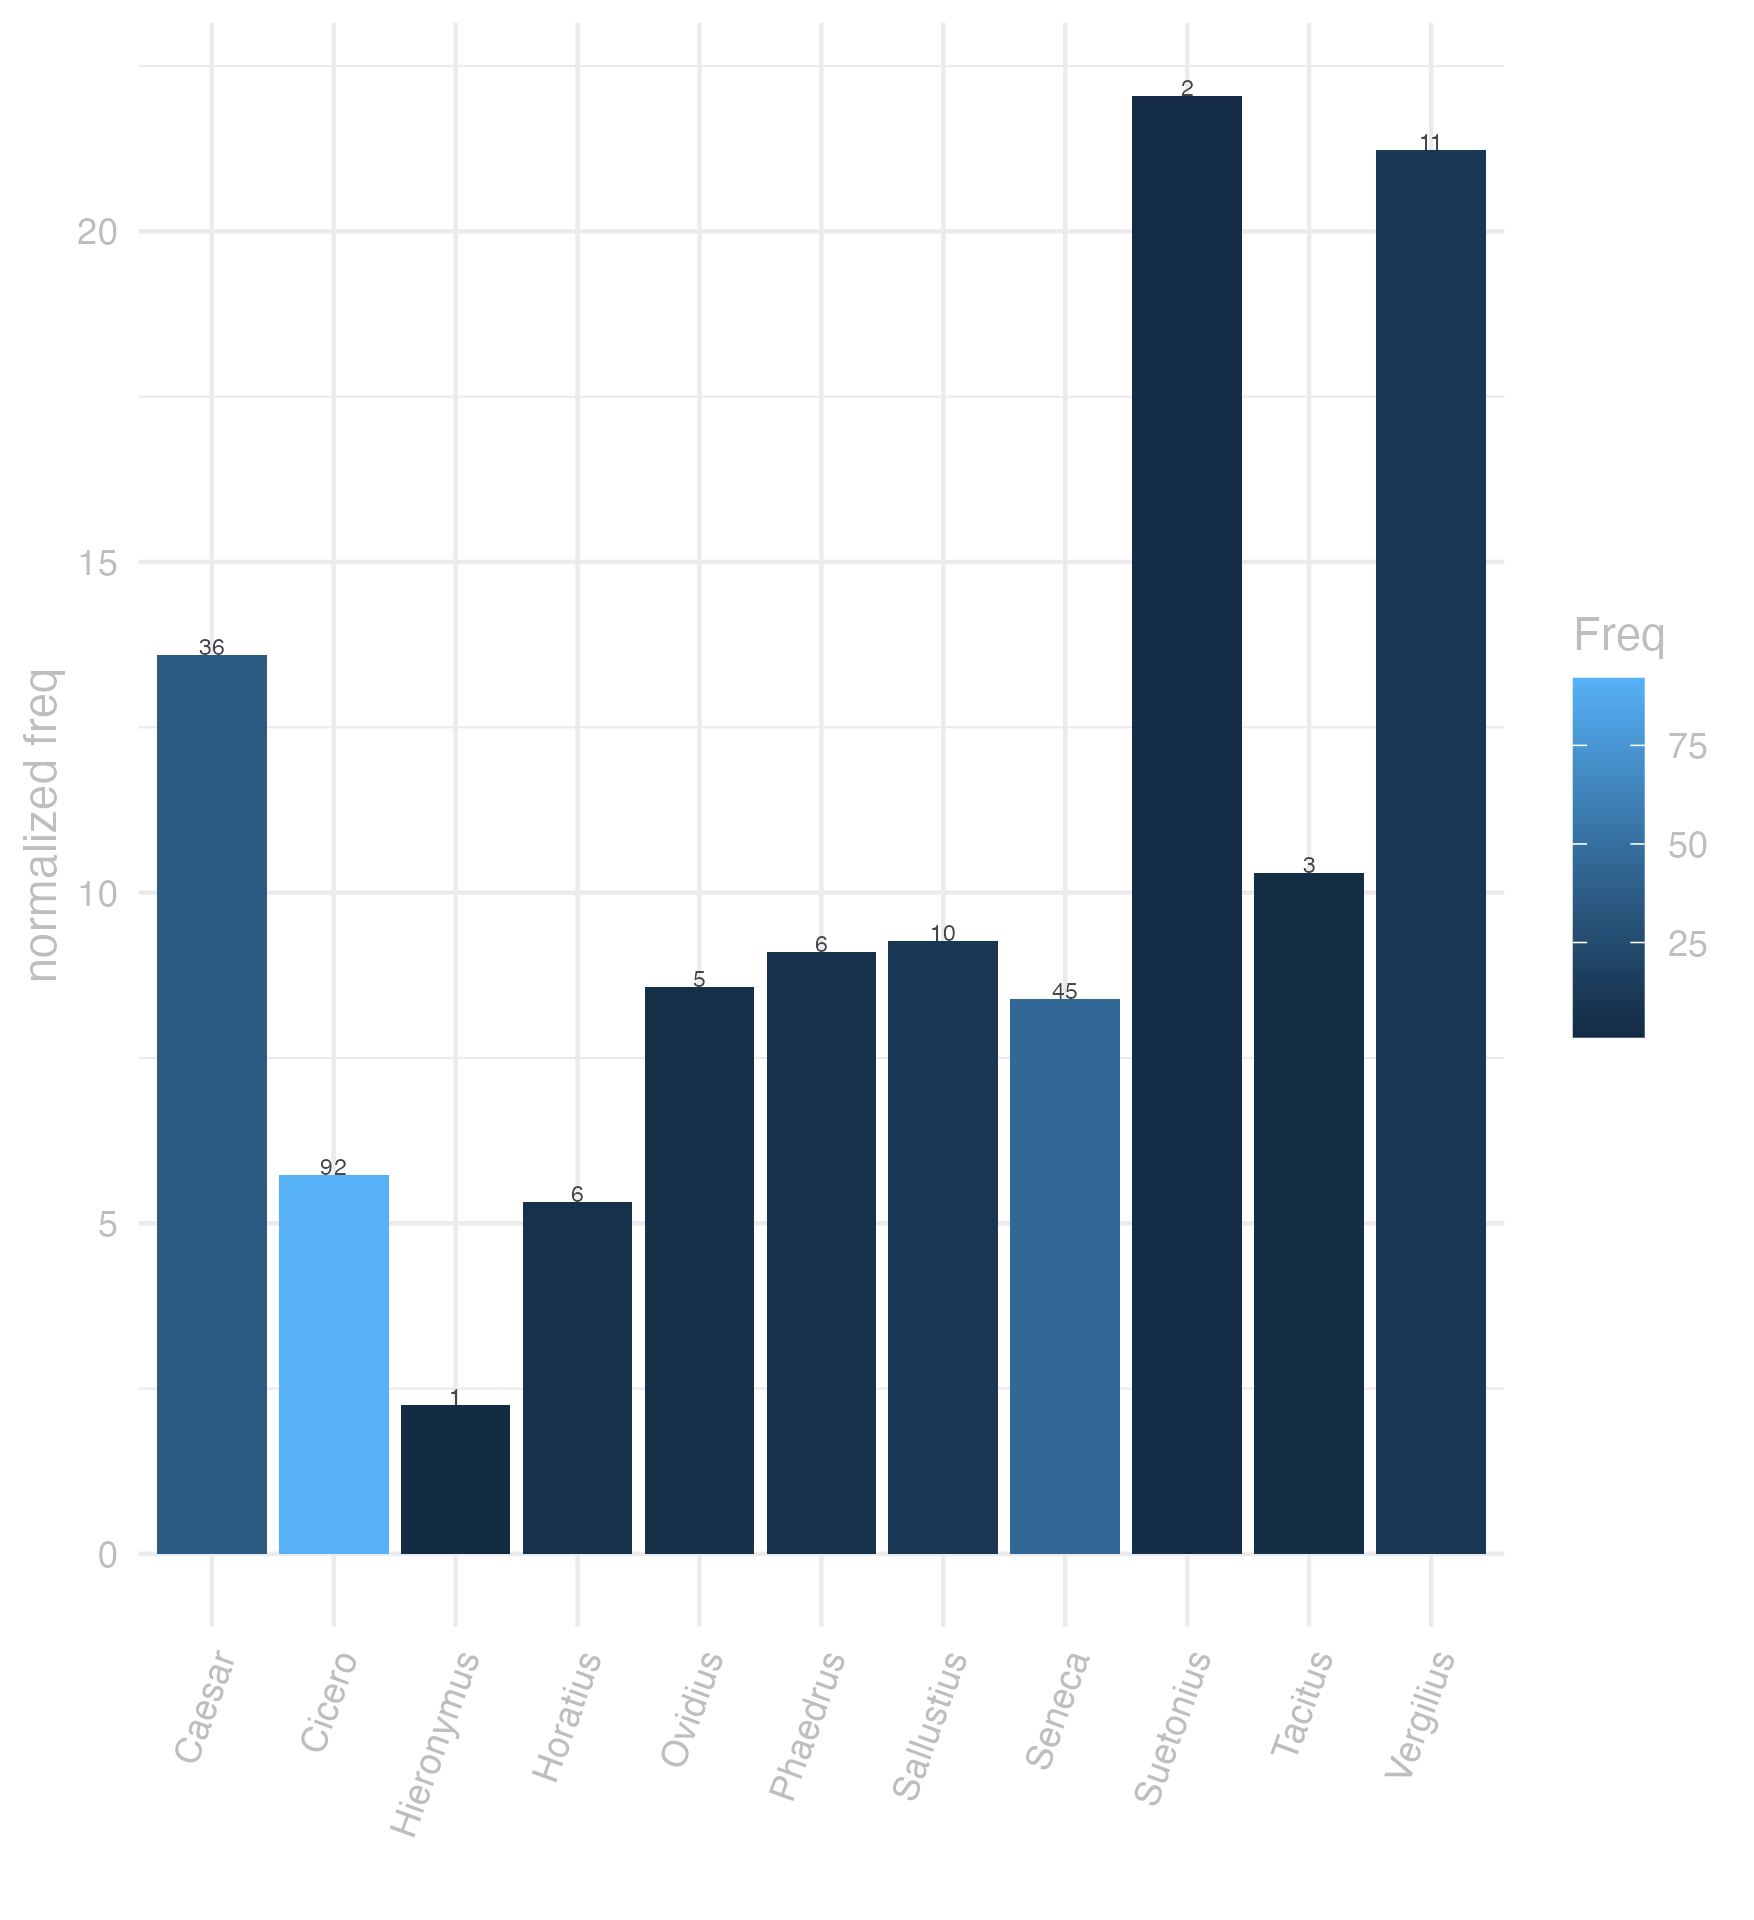 2
11
20
15
36
Freq
75
50
25
normalized freq
10
3
10
6
5
45
92
6
5
1
0
Caesar
Cicero
Hieronymus
Horatius
Ovidius
Phaedrus
Sallustius
Seneca
Suetonius
Tacitus
Vergilius